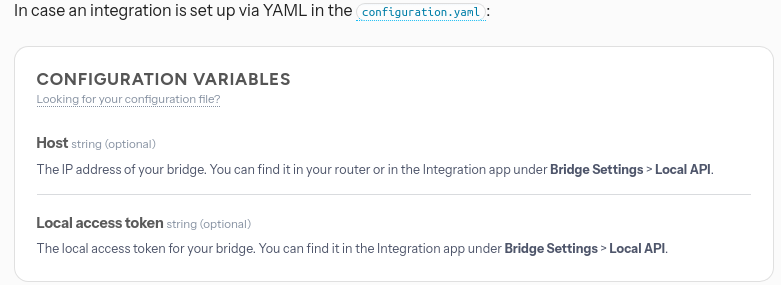 In case an integration is set up via YAML in the configuration.yaml:
CONFIGURATION VARIABLES
Looking for your configuration file?
Host string (optional)
The IP address of your bridge. You can find it in your router or in the Integration app under Bridge Settings > Local API.
Local access token string (optional)
The local access token for your bridge. You can find it in the Integration app under Bridge Settings > Local API.